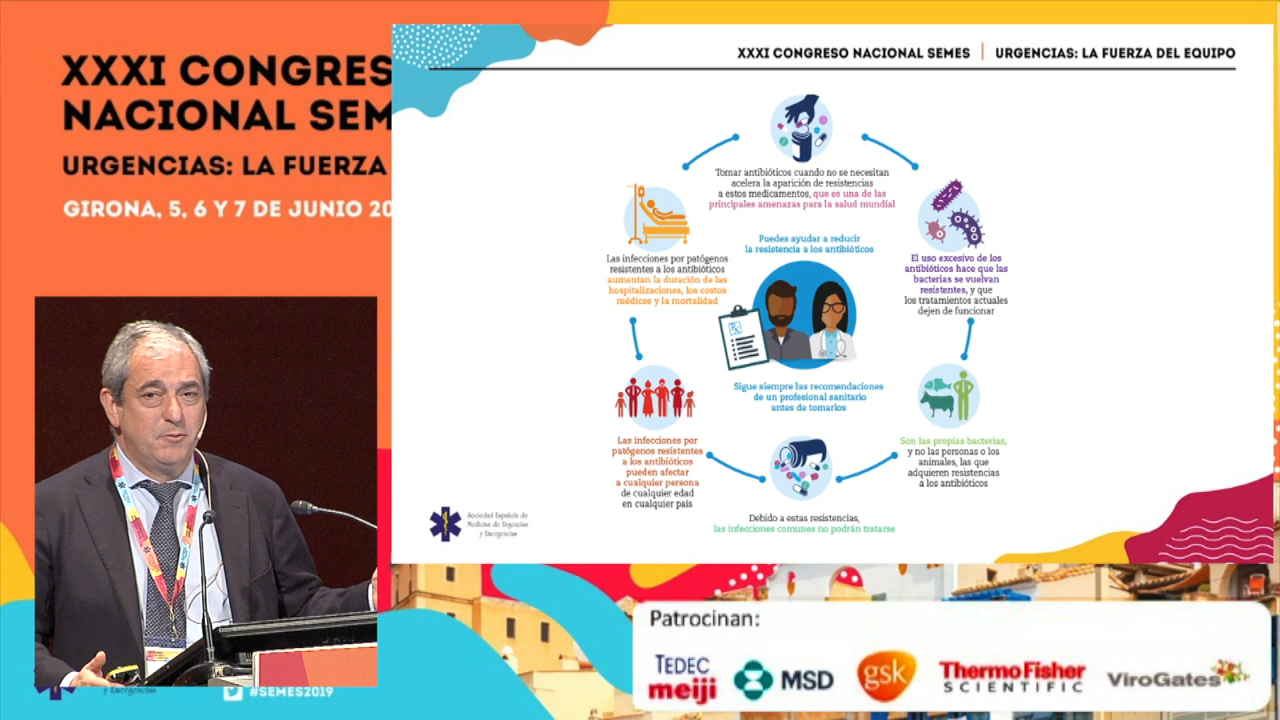 XXXI CONGRES
NACIONAL SEM
URGENCIAS: LA FUERZA
GIRONA, 5, 6 Y 7 DE JUNIO 20
XXXI CONGRESO NACIONAL SEMES | URGENCIAS: LA FUERZA DEL EQUIPO
Tomar antibióticos cuando no se necesitan
acelera la aparición de resistencias
a estos medicamentos, que es una de las
principales amenazas para la salud mundial
El uso excesivo de los
antibióticos hace que las
bacterias se vuelvan
resistentes, y que
los tratamientos actuales
dejen de funcionar
Son las propias bacterias,
y no las personas o los
animales, las que
adquieren resistencias
a los antibióticos
Debido a estas resistencias,
las infecciones comunes no podrán tratarse
Las infecciones por
patógenos resistentes
a los antibióticos
pueden afectar
a cualquier persona
de cualquier edad
en cualquier país
Las infecciones por patógenos
resistentes a los antibióticos
aumentan la duración de las
hospitalizaciones, los costos
médicos y la mortalidad
Puedes ayudar a reducir
la resistencia a los antibióticos
Sigue siempre las recomendaciones
de un profesional sanitario
antes de tomarlos
Sociedad Española de
Medicina de Urgencias
y Emergencias
y Emergencias
#SEMES2019
Patrocinan:
TEDEC
meiji
MSD
gsk
ThermoFisher
SCIENTIFIC
ViroGates